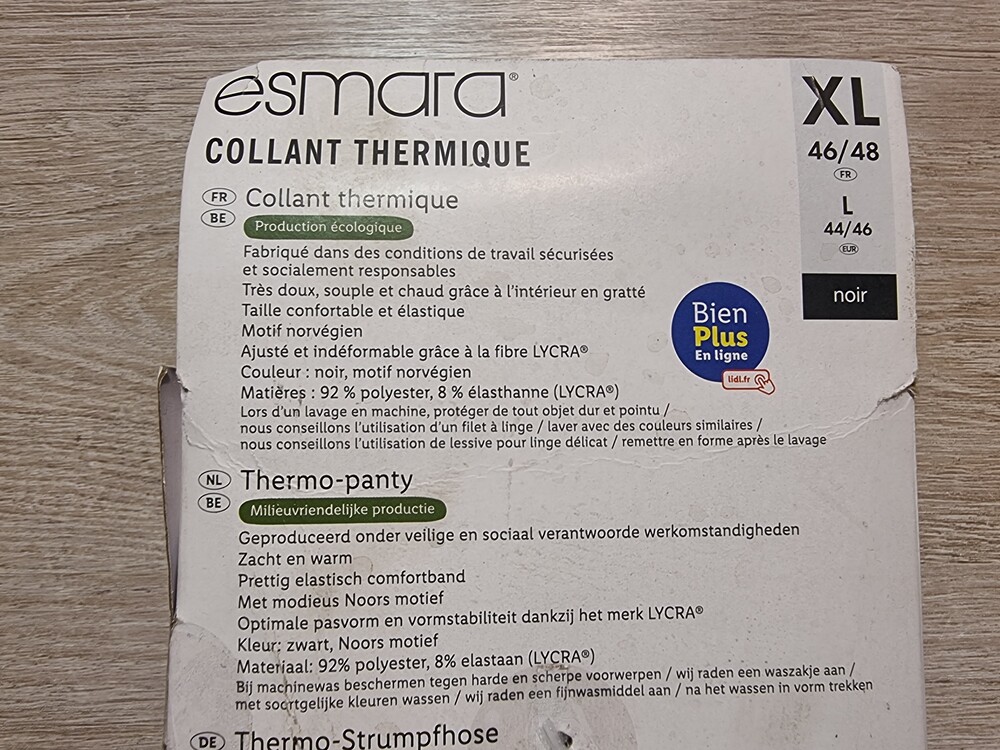 esmara®
COLLANT THERMIQUE
XL
46/48
FR
L
44/46
EUR
noir
FR
BE
Collant thermique
Production écologique
Fabriqué dans des conditions de travail sécurisées
et socialement responsables
Très doux, souple et chaud grâce à l'intérieur en gratté
Taille confortable et élastique
Motif norvégien
Ajusté et indéformable grâce à la fibre LYCRA®
Couleur : noir, motif norvégien
Matières : 92 % polyester, 8 % élasthanne (LYCRA®)
Lors d'un lavage en machine, protéger de tout objet dur et pointu /
nous conseillons l'utilisation d'un filet à linge / laver avec des couleurs similaires /
nous conseillons l'utilisation de lessive pour linge délicat / remettre en forme après le lavage
Bien
Plus
En ligne
lidl.fr
NL
BE
Thermo-panty
Milieuvriendelijke productie
Geproduceerd onder veilige en sociaal verantwoorde werkomstandigheden
Zacht en warm
Prettig elastisch comfortband
Met modieus Noors motief
Optimale pasvorm en vormstabiliteit dankzij het merk LYCRA®
Kleur: zwart, Noors motief
Materiaal: 92% polyester, 8% elastaan (LYCRA®)
Bij machinewas beschermen tegen harde en scherpe voorwerpen / wij raden een waszakje aan /
met soortgelijke kleuren wassen / wij raden een fijnwasmiddel aan / na het wassen in vorm trekken
DE
Thermo-Strumpfhose